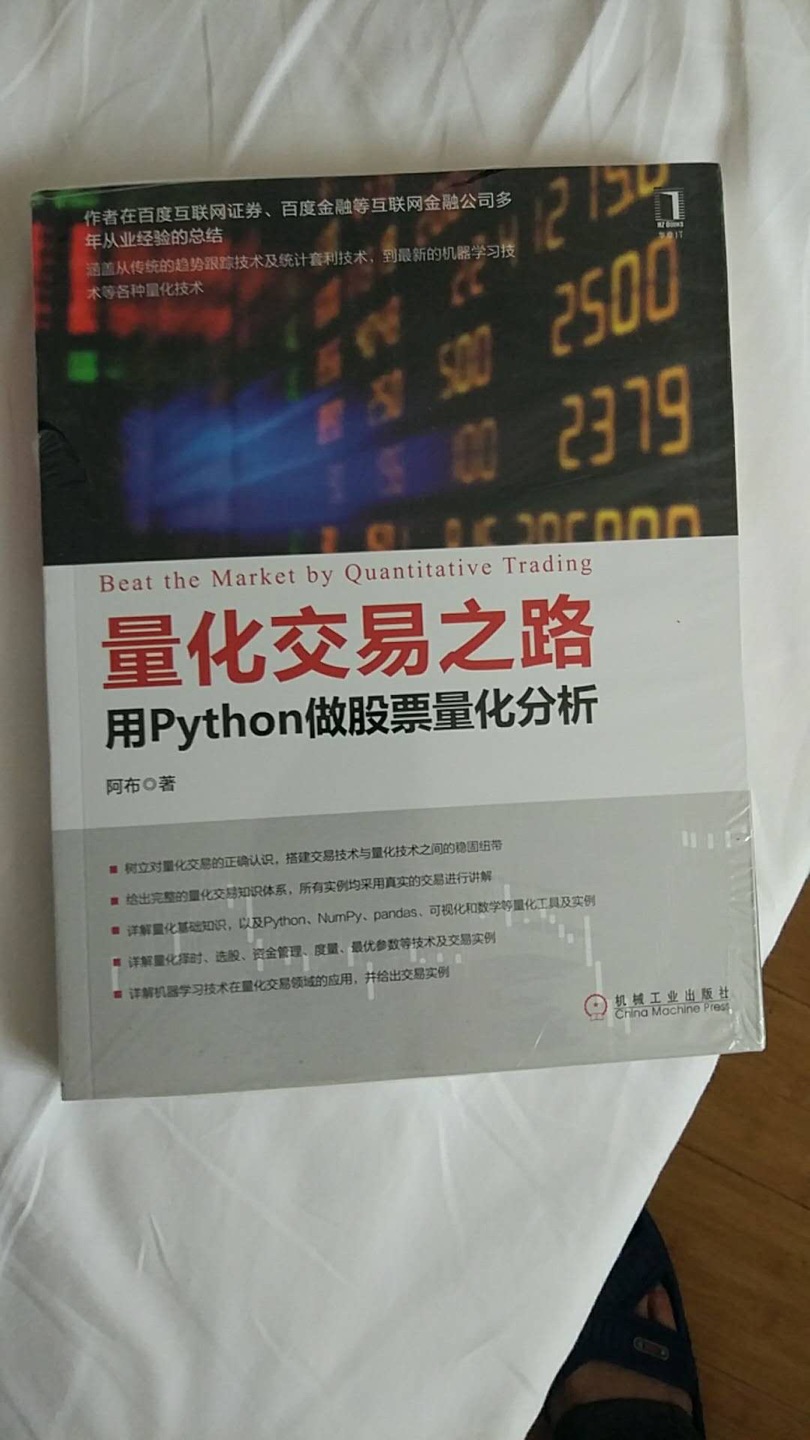 作者在百度互联网证券、百度金融等互联网金融公司多
年从业经验的总结
涵盖从传统的趋势跟踪技术及统计套利技术，到最新的机器学习技
术等各种量化技术
HZ Books
华章IT
2500
500
2379
100
Beat the Market by Quantitative Trading
量化交易之路
用Python做股票量化分析
阿布◎著
■ 树立对量化交易的正确认识，搭建交易技术与量化技术之间的稳固纽带
■ 给出完整的量化交易知识体系，所有实例均采用真实的交易进行讲解
■ 详解量化基础知识，以及Python、NumPy、pandas、可视化和数学等量化工具及实例
■ 详解量化择时、选股、资金管理、度量、最优参数等技术及交易实例
■ 详解机器学习技术在量化交易领域的应用，并给出交易实例
机械工业出版社
China Machine Press